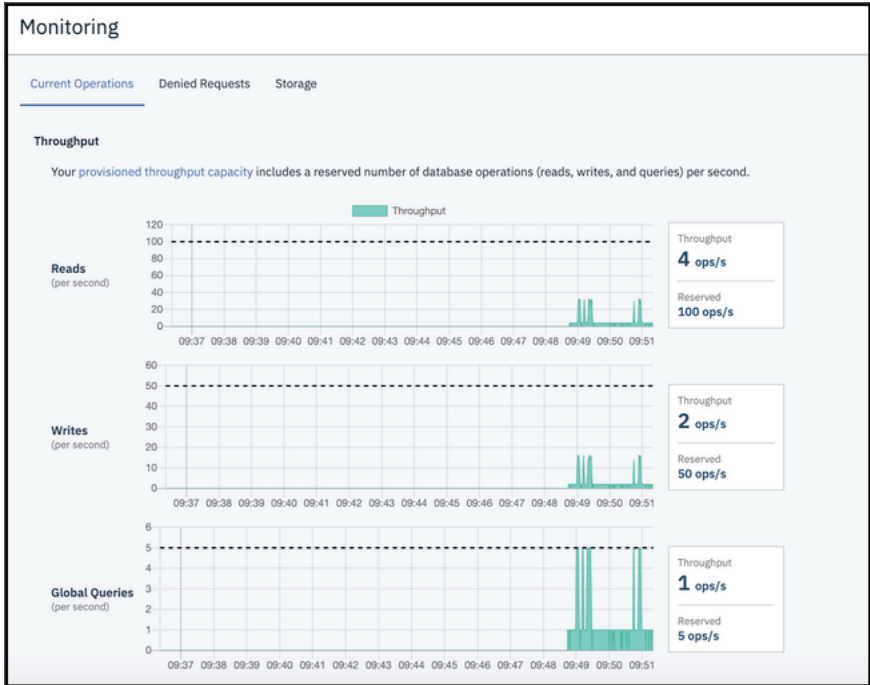 Monitoring
Current Operations Denied Requests Storage
Throughput
Your provisioned throughput capacity includes a reserved number of database operations (reads, writes, and queries) per second.
Throughput
120
100
80
60
40
20
0
Reads
(per second)
09:37 09:38 09:39 09:40 09:41 09:42 09:43 09:44 09:45 09:46 09:47 09:48 09:49 09:50 09:51
Throughput
4 ops/s
Reserved
100 ops/s
60
50
40
30
20
10
0
Writes
(per second)
09:37 09:38 09:39 09:40 09:41 09:42 09:43 09:44 09:45 09:46 09:47 09:48 09:49 09:50 09:51
Throughput
2 ops/s
Reserved
50 ops/s
6
5
4
3
2
1
0
Global Queries
(per second)
09:37 09:38 09:39 09:40 09:41 09:42 09:43 09:44 09:45 09:46 09:47 09:48 09:49 09:50 09:51
Throughput
1 ops/s
Reserved
5 ops/s